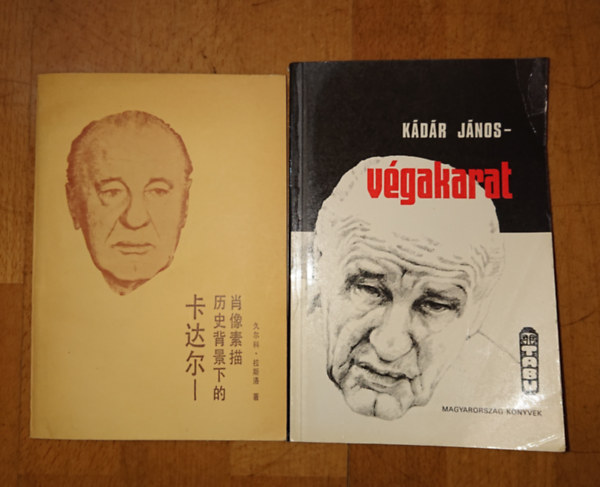 卡达尔—
历史背景下的
肖像素描
久尔科·拉斯洛 著
KÁDÁR JÁNOS–
végakarat
TABU
MAGYARORSZÁG KÖNYVEK